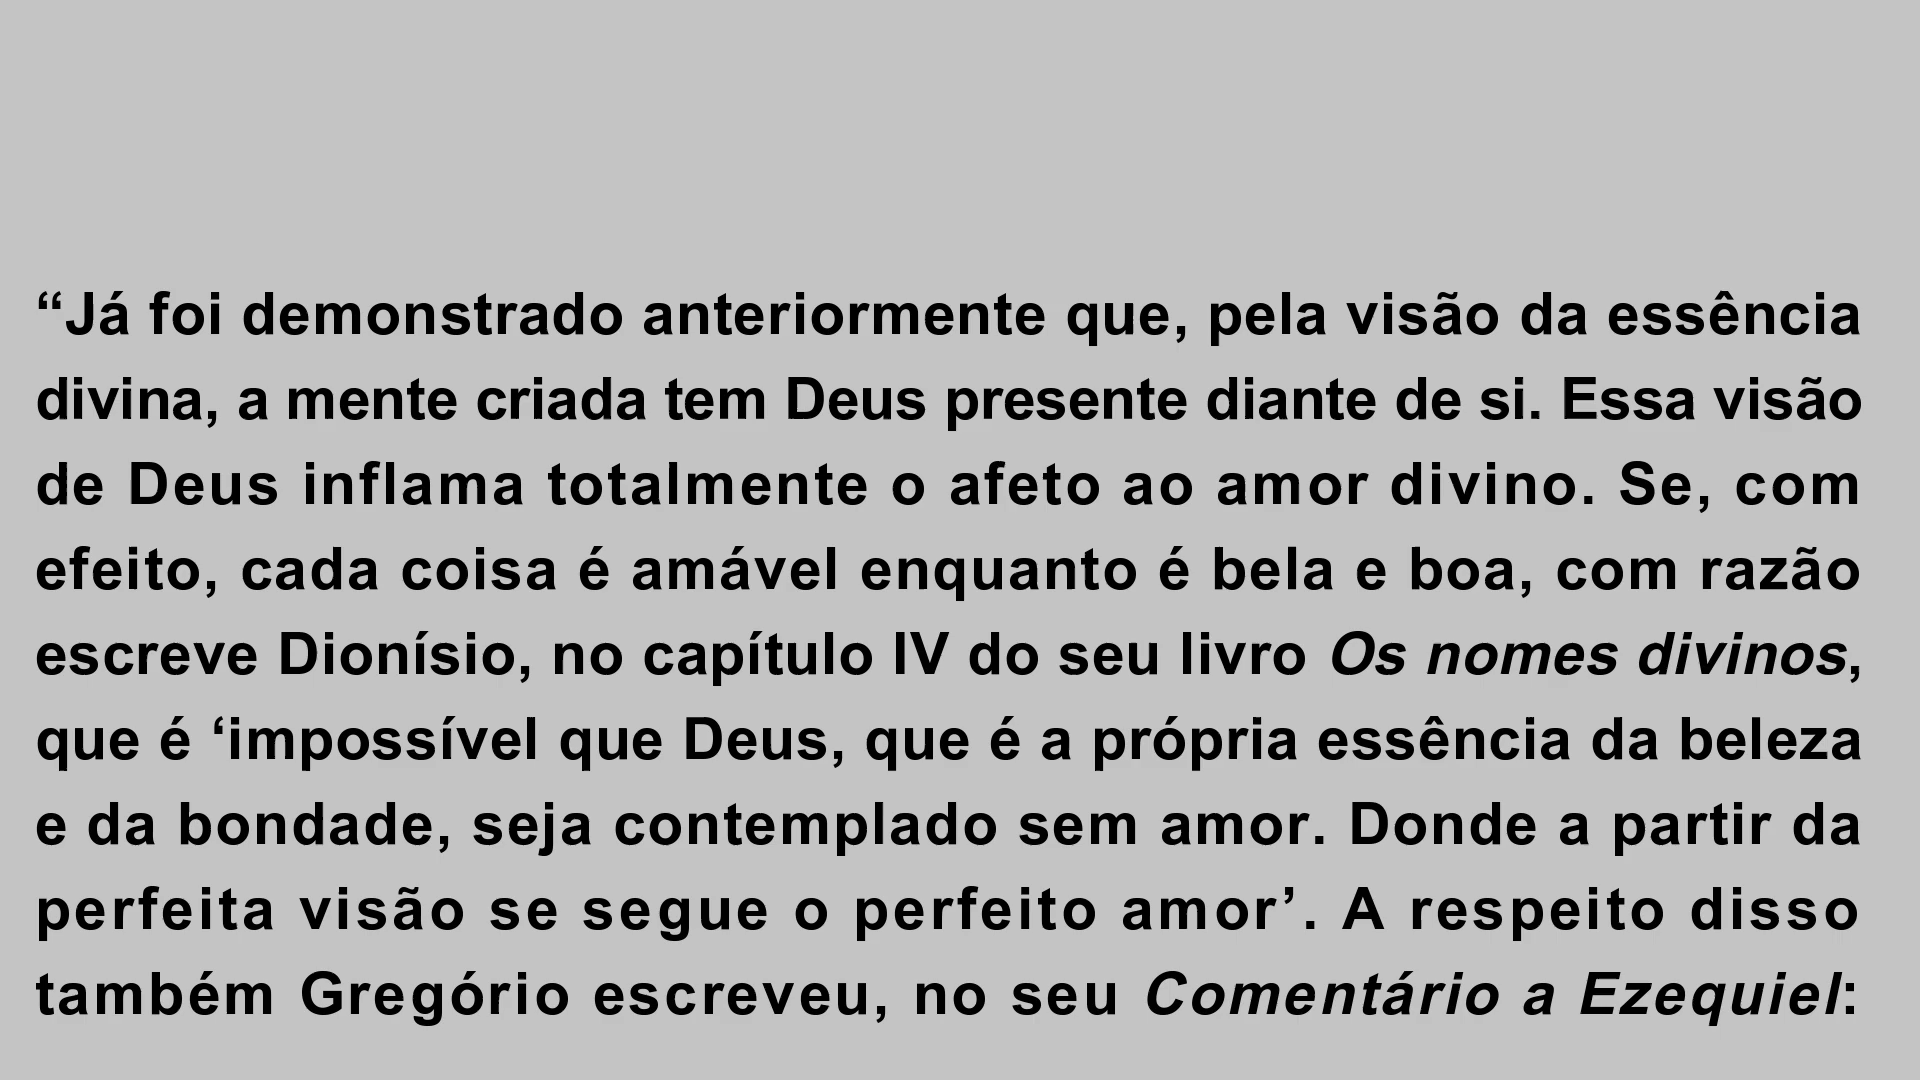 “Já foi demonstrado anteriormente que, pela visão da essência
divina, a mente criada tem Deus presente diante de si. Essa visão
de Deus inflama totalmente o afeto ao amor divino. Se, com
efeito, cada coisa é amável enquanto é bela e boa, com razão
escreve Dionísio, no capítulo IV do seu livro Os nomes divinos,
que é ‘impossível que Deus, que é a própria essência da beleza
e da bondade, seja contemplado sem amor. Donde a partir da
perfeita visão se segue o perfeito amor’. A respeito disso
também Gregório escreveu, no seu Comentário a Ezequiel: